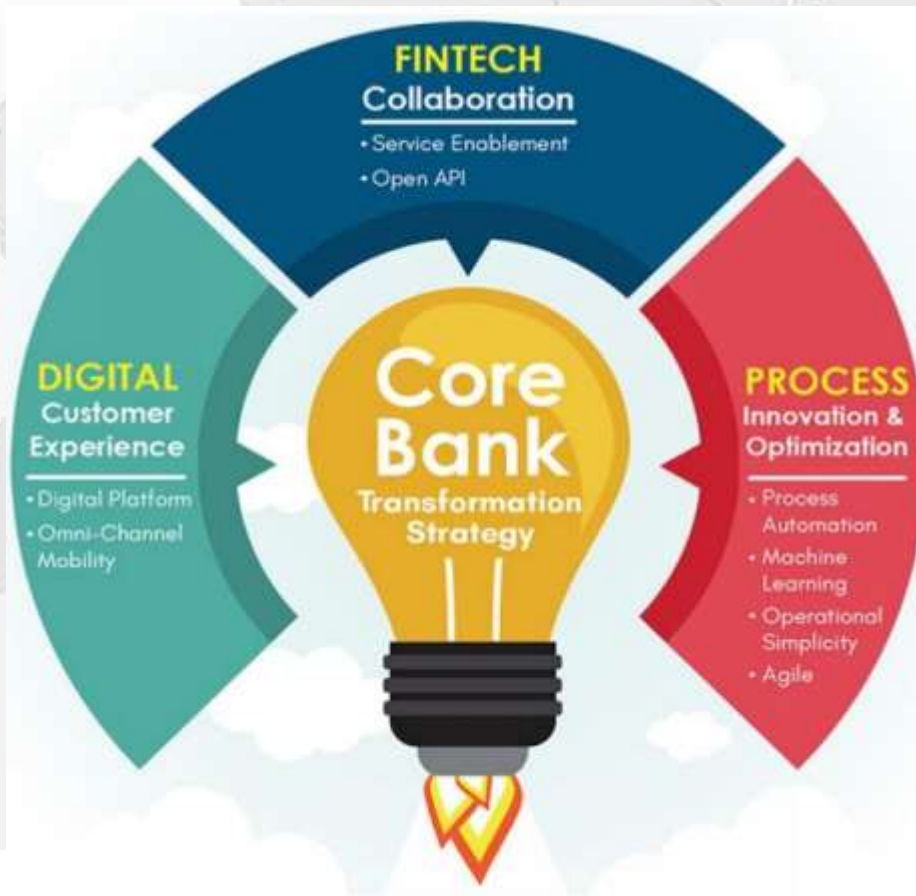 FINTECH
Collaboration
• Service Enablement
• Open API
DIGITAL
Customer
Experience
• Digital Platform
• Omni-Channel
Mobility
Core
Bank
Transformation
Strategy
PROCESS
Innovation &
Optimization
• Process
Automation
• Machine
Learning
• Operational
Simplicity
• Agile